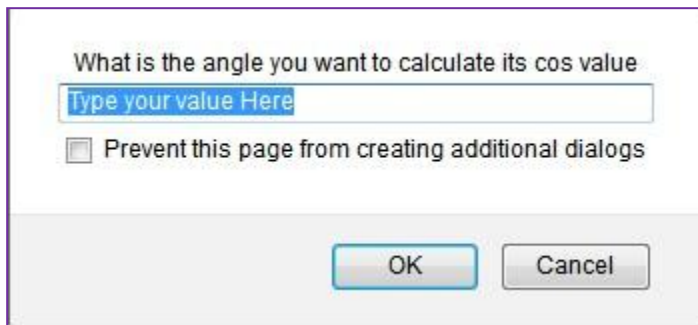 What is the angle you want to calculate its cos value
Type your value Here
Prevent this page from creating additional dialogs
OK
Cancel